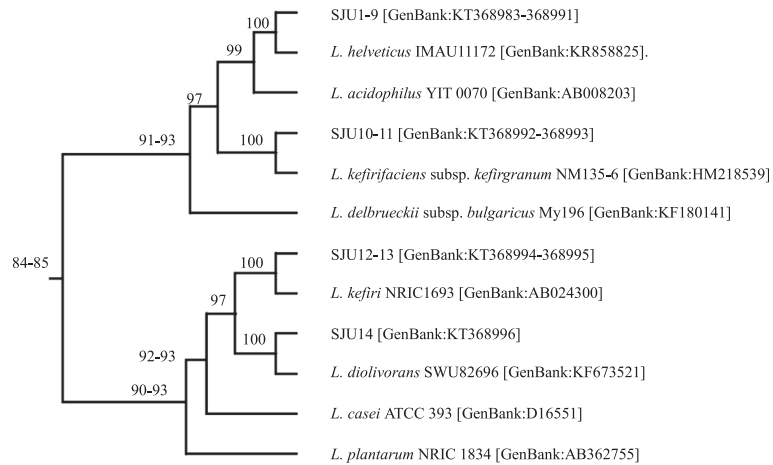 SJU1-9 [GenBank:KT368983-368991]
100
L. helveticus IMAU11172 [GenBank:KR858825].
99
L. acidophilus YIT 0070 [GenBank:AB008203]
97
SJU10-11 [GenBank:KT368992-368993]
91-93
100
L. kefirifaciens subsp. kefirgranum NM135-6 [GenBank:HM218539]
L. delbrueckii subsp. bulgaricus My196 [GenBank:KF180141]
SJU12-13 [GenBank:KT368994-368995]
84-85
100
L. kefiri NRIC1693 [GenBank:AB024300]
97
SJU14 [GenBank:KT368996]
100
92-93
L. diolivorans SWU82696 [GenBank:KF673521]
90-93
L. casei ATCC 393 [GenBank:D16551]
L. plantarum NRIC 1834 [GenBank:AB362755]